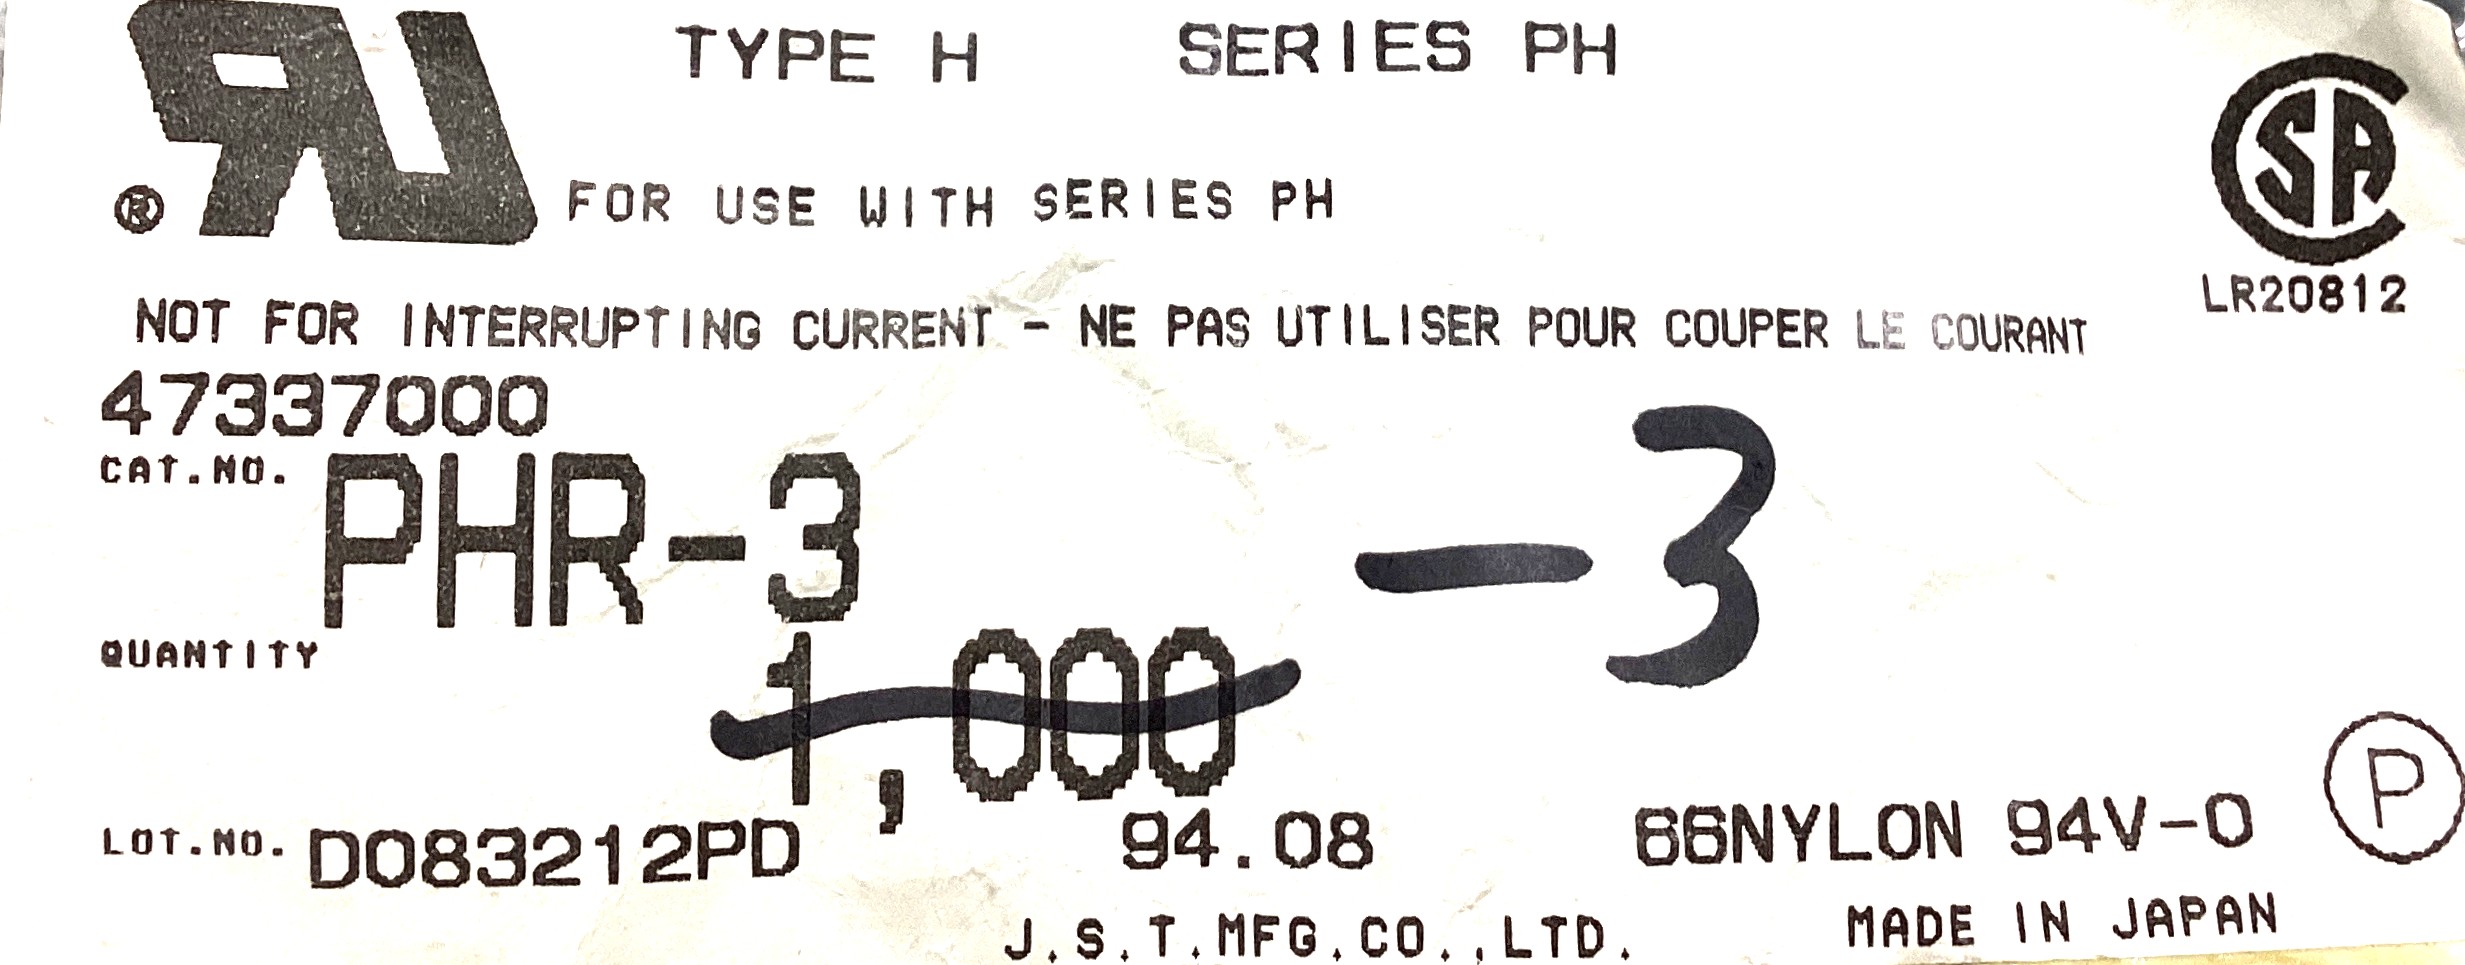 TYPE H SERIES PH
CSA
® RU FOR USE WITH SERIES PH
LR20812
NOT FOR INTERRUPTING CURRENT - NE PAS UTILISER POUR COUPER LE COURANT
47337000
CAT.NO. PHR-3 -3
QUANTITY 1,000
LOT.NO. D083212PD 94.08 66NYLON 94V-0 P
J.S.T.MFG.CO.,LTD. MADE IN JAPAN